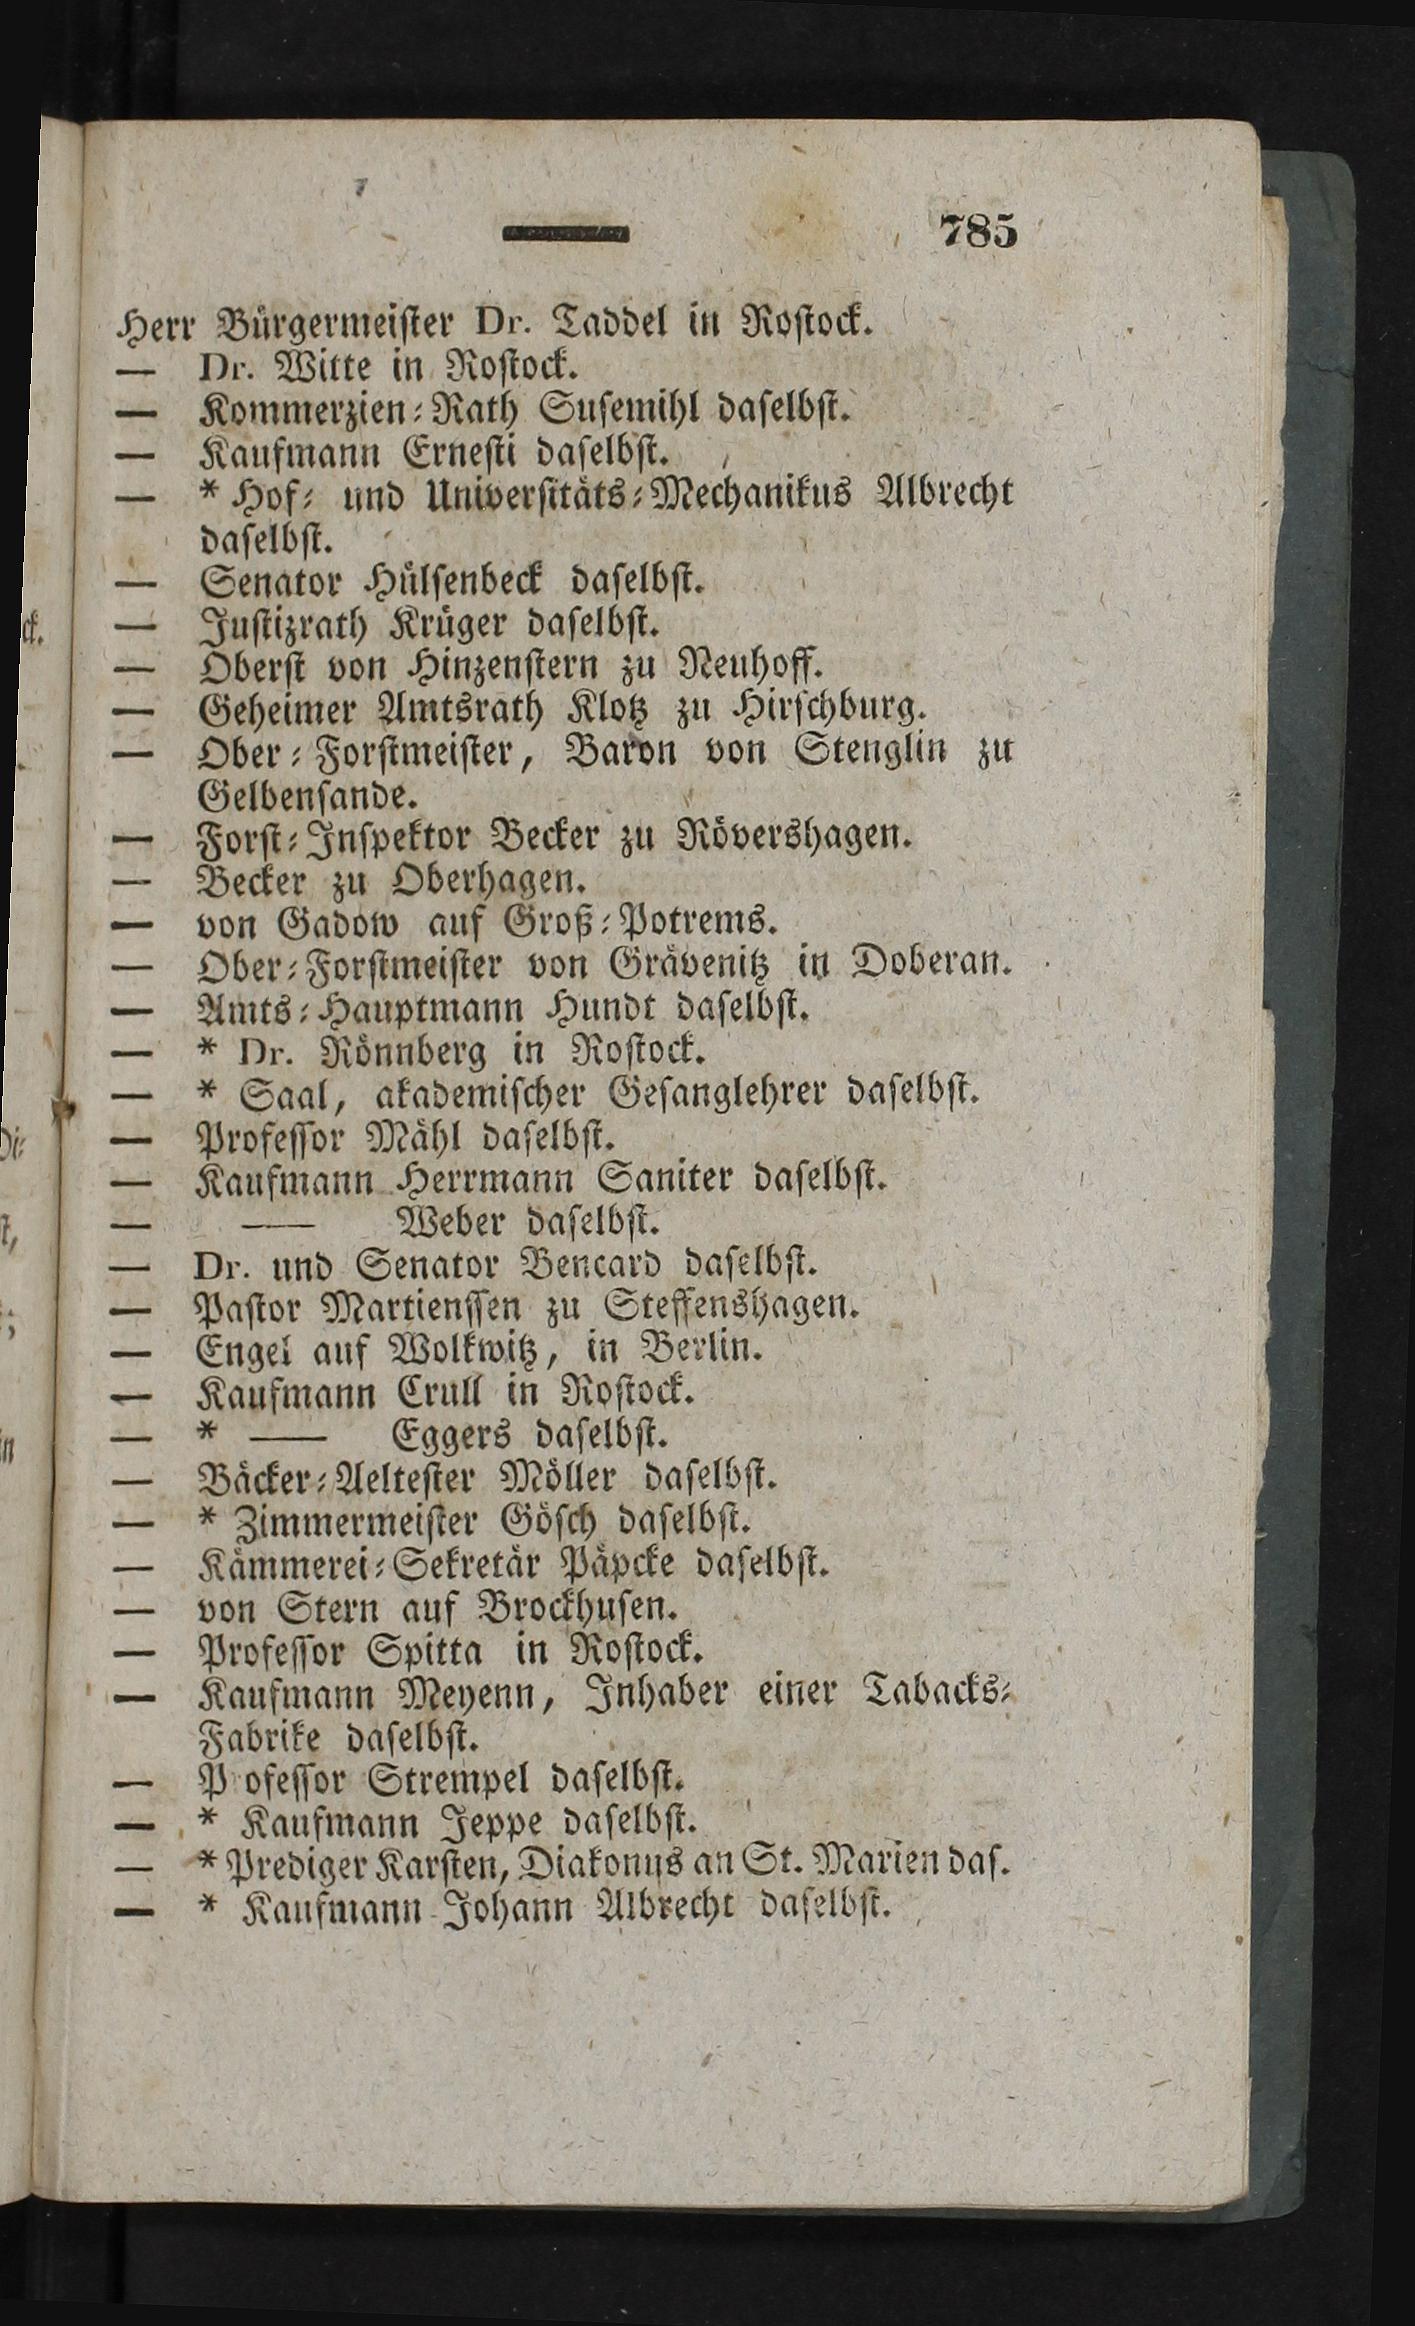 785
Herr Bürgermeister Dr. Taddel in Rostock.
— Dr. Witte in Rostock.
— Kommerzien-Rath Susemihl daselbst.
— Kaufmann Ernesti daselbst.
— * Hof- und Universitäts-Mechanikus Albrecht
daselbst.
— Senator Hülsenbeck daselbst.
— Justizrath Krüger daselbst.
— Oberst von Hinzenstern zu Neuhoff.
— Geheimer Amtsrath Klotz zu Hirschburg.
— Ober-Forstmeister, Baron von Stenglin zu
Gelbensande.
— Forst-Inspektor Becker zu Rövershagen.
— Becker zu Oberhagen.
— von Gadow auf Groß-Potrems.
— Ober-Forstmeister von Grävenitz in Doberan.
— Amts-Hauptmann Hundt daselbst.
— * Dr. Rönnberg in Rostock.
— * Saal, akademischer Gesanglehrer daselbst.
— Professor Mähl daselbst.
— Kaufmann Herrmann Saniter daselbst.
— —— Weber daselbst.
— Dr. und Senator Bencard daselbst.
— Pastor Martienssen zu Steffenshagen.
— Engel auf Wolkwitz, in Berlin.
— Kaufmann Crull in Rostock.
— * —— Eggers daselbst.
— Bäcker-Aeltester Möller daselbst.
— * Zimmermeister Gösch daselbst.
— Kämmerei-Sekretär Päpcke daselbst.
— von Stern auf Brockhusen.
— Professor Spitta in Rostock.
— Kaufmann Meyenn, Inhaber einer Tabacks-
Fabrike daselbst.
— P ofessor Strempel daselbst.
— * Kaufmann Jeppe daselbst.
— * Prediger Karsten, Diakonus an St. Marien das.
— * Kaufmann Johann Albrecht daselbst.